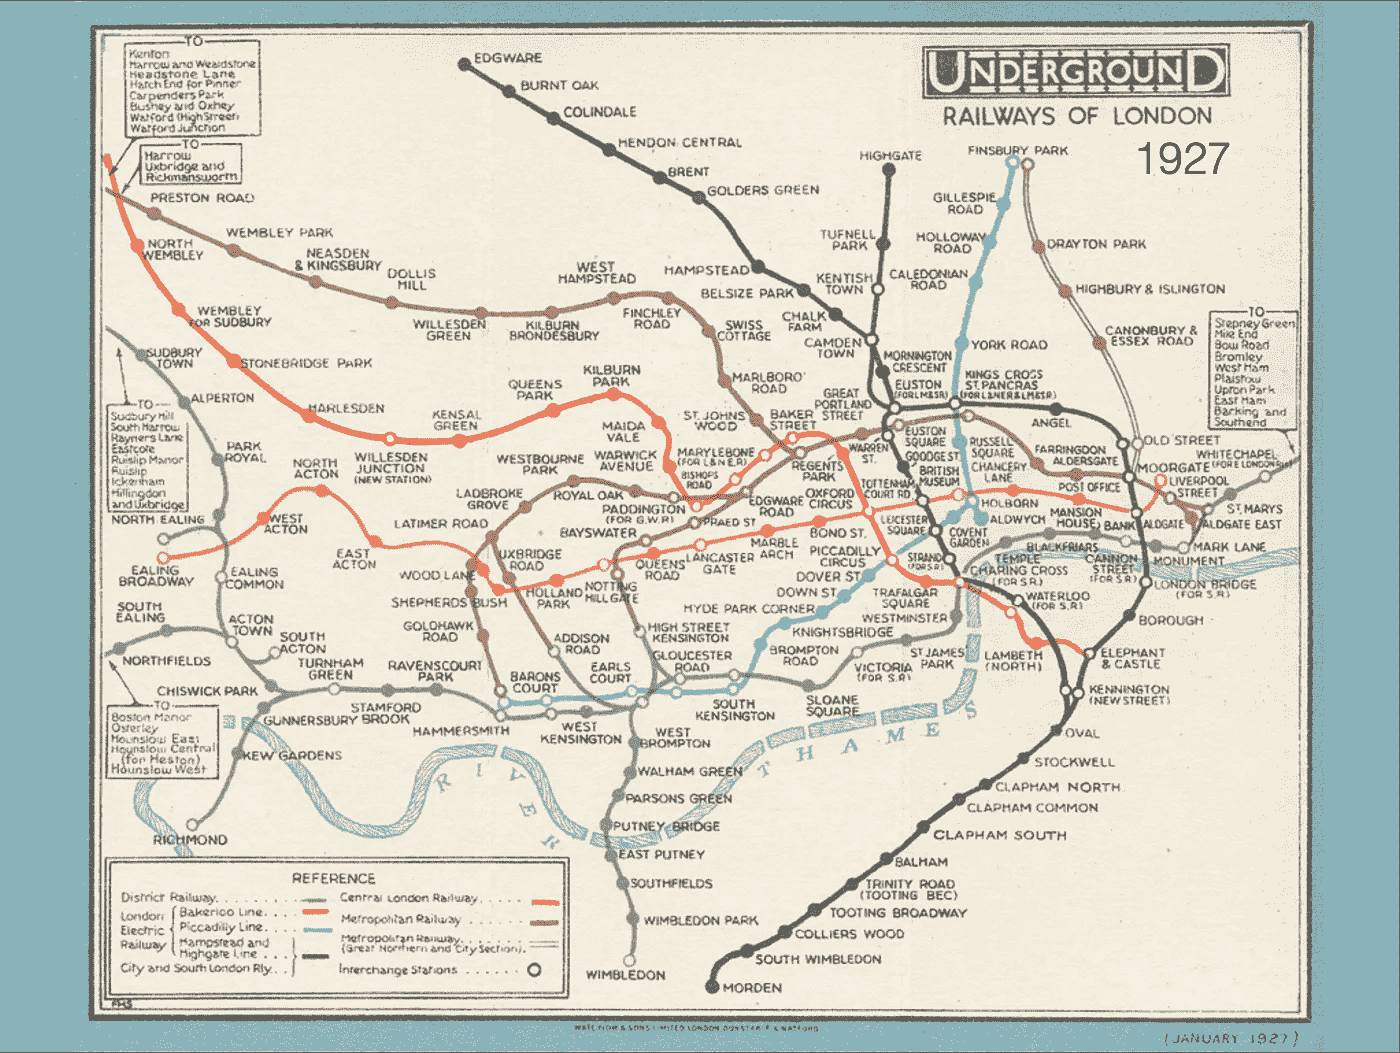 UNDERGROUND
RAILWAYS OF LONDON
1927
TO
Kenton
Harrow and Wealdstone
Headstone Lane
Hatch End for Pinner
Carpenders Park
Bushey and Oxhey
Watford (High Street)
Watford Junction
TO
Harrow
Uxbridge and
Rickmansworth
EDGWARE
BURNT OAK
COLINDALE
HENDON CENTRAL
BRENT
GOLDERS GREEN
HAMPSTEAD
BELSIZE PARK
CHALK
FARM
CAMDEN
TOWN
HIGHGATE
TUFNELL
PARK
KENTISH
TOWN
FINSBURY PARK
GILLESPIE
ROAD
HOLLOWAY
ROAD
CALEDONIAN
ROAD
YORK ROAD
DRAYTON PARK
HIGHBURY & ISLINGTON
CANONBURY &
ESSEX ROAD
TO
Stepney Green
Mile End
Bow Road
Bromley
West Ham
Plaistow
Upton Park
East Ham
Barking and
Southend
PRESTON ROAD
WEMBLEY PARK
NORTH
WEMBLEY
NEASDEN
& KINGSBURY
DOLLIS
HILL
WILLESDEN
GREEN
KILBURN
BRONDESBURY
WEST
HAMPSTEAD
FINCHLEY
ROAD
SWISS
COTTAGE
MARLBORO'
ROAD
ST. JOHNS
WOOD
WEMBLEY
FOR SUDBURY
STONEBRIDGE PARK
HARLESDEN
WILLESDEN
JUNCTION
(NEW STATION)
KENSAL
GREEN
QUEENS
PARK
KILBURN
PARK
MAIDA
VALE
WARWICK
AVENUE
SUDBURY
TOWN
ALPERTON
PARK
ROYAL
TO
Sudbury Hill
South Harrow
Rayners Lane
Eastcote
Ruislip Manor
Ruislip
Ickenham
Hillingdon
and Uxbridge
MORNINGTON
CRESCENT
EUSTON
(FOR L M & S R)
KINGS CROSS
ST. PANCRAS
(FOR L & N E R & L M & S R)
GREAT
PORTLAND
STREET
BAKER
STREET
MARYLEBONE
(FOR L & N.E.R)
BISHOPS
ROAD
REGENTS
PARK
WARREN
ST.
EUSTON
SQUARE
GOODGE ST
RUSSELL
SQUARE
ANGEL
OLD STREET
FARRINGDON
ALDERSGATE
MOORGATE
LIVERPOOL
STREET
WHITECHAPEL
(FOR E LONDON RLY)
BRITISH
MUSEUM
CHANCERY
LANE
POST OFFICE
TOTTENHAM
COURT RD
OXFORD
CIRCUS
EDGWARE
ROAD
WESTBOURNE
PARK
ROYAL OAK
PADDINGTON
(FOR G.W.R)
PRAED ST
LADBROKE
GROVE
LATIMER ROAD
BAYSWATER
NORTH
ACTON
WEST
ACTON
EAST
ACTON
NORTH EALING
EALING
BROADWAY
EALING
COMMON
WOOD LANE
UXBRIDGE
ROAD
SHEPHERDS BUSH
HOLLAND
PARK
NOTTING
HILL GATE
QUEENS
ROAD
LANCASTER
GATE
MARBLE
ARCH
BOND ST.
HOLBORN
ALDWYCH
LEICESTER
SQUARE
COVENT
GARDEN
MANSION
HOUSE
BANK
ALDGATE
ALDGATE EAST
ST. MARYS
MARK LANE
MONUMENT
BLACKFRIARS
CANNON
STREET
(FOR S.R)
TEMPLE
STRAND
(FOR S.R)
CHARING CROSS
(FOR S.R)
PICCADILLY
CIRCUS
DOVER ST
DOWN ST.
TRAFALGAR
SQUARE
HYDE PARK CORNER
KNIGHTSBRIDGE
BROMPTON
ROAD
WESTMINSTER
ST JAMES
PARK
VICTORIA
(FOR S.R)
SLOANE
SQUARE
SOUTH
KENSINGTON
GLOUCESTER
ROAD
HIGH STREET
KENSINGTON
LONDON BRIDGE
(FOR S.R)
WATERLOO
(FOR S.R)
BOROUGH
LAMBETH
(NORTH)
ELEPHANT
& CASTLE
KENNINGTON
(NEW STREET)
OVAL
STOCKWELL
CLAPHAM NORTH
CLAPHAM COMMON
CLAPHAM SOUTH
BALHAM
TRINITY ROAD
(TOOTING BEC)
TOOTING BROADWAY
COLLIERS WOOD
SOUTH WIMBLEDON
MORDEN
SOUTH
EALING
NORTHFIELDS
ACTON
TOWN
SOUTH
ACTON
CHISWICK PARK
TURNHAM
GREEN
STAMFORD
BROOK
RAVENSCOURT
PARK
GOLDHAWK
ROAD
HAMMERSMITH
BARONS
COURT
WEST
KENSINGTON
ADDISON
ROAD
EARLS
COURT
GUNNERSBURY
KEW GARDENS
RICHMOND
TO
Boston Manor
Osterley
Hounslow East
Hounslow Central
(for Heston)
Hounslow West
WEST
BROMPTON
WALHAM GREEN
PARSONS GREEN
PUTNEY BRIDGE
EAST PUTNEY
SOUTHFIELDS
WIMBLEDON PARK
WIMBLEDON
RIVER THAMES
REFERENCE
District Railway
London Electric Railway
Bakerloo Line
Piccadilly Line
Hampstead and
Highgate Line
City and South London Rly.
Central London Railway
Metropolitan Railway
Metropolitan Railway
(Great Northern and City Section)
Interchange Stations
FHS
WATERLOW & SONS LIMITED LONDON, DUNSTABLE & WATFORD
(JANUARY 1927)